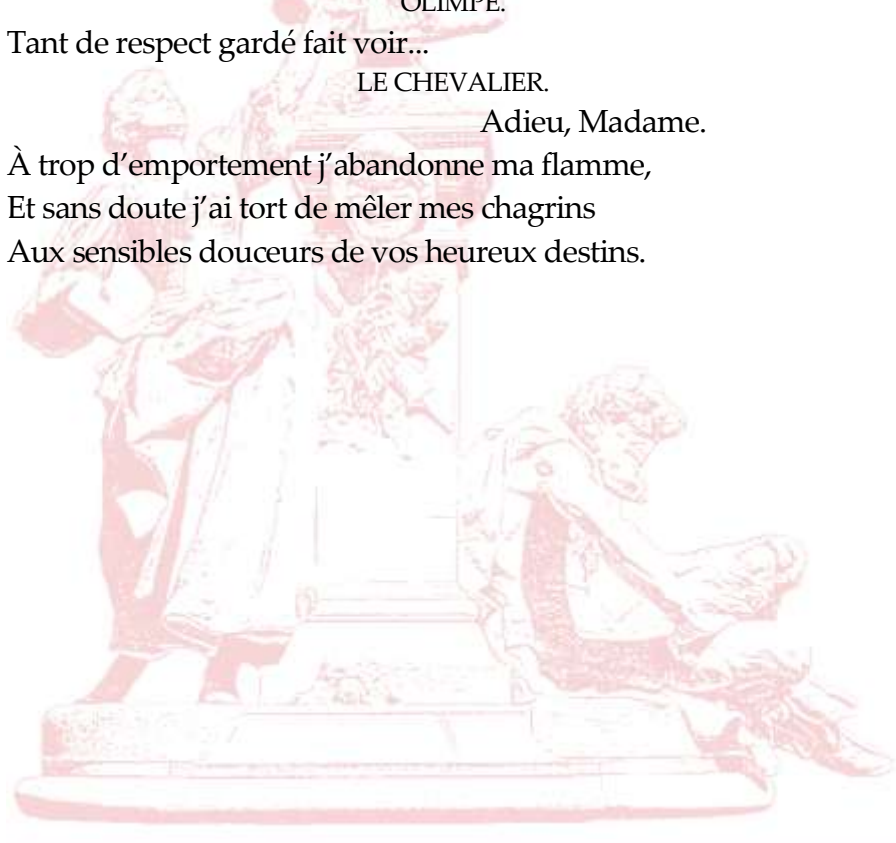 OLIMPE.
Tant de respect gardé fait voir...
LE CHEVALIER.
Adieu, Madame.
À trop d’emportement j’abandonne ma flamme,
Et sans doute j’ai tort de mêler mes chagrins
Aux sensibles douceurs de vos heureux destins.